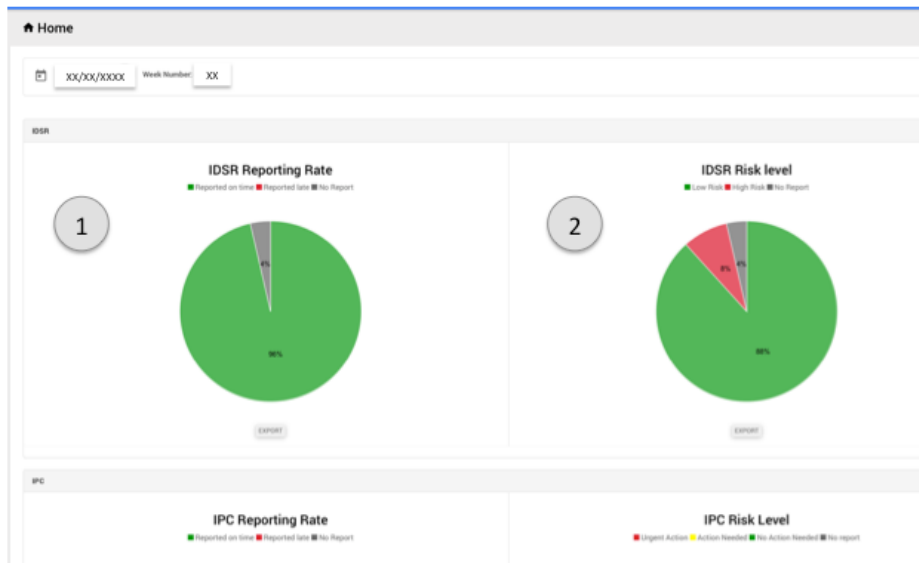 Home
xx/xx/xxxx Week Number: XX
IDSR
IDSR Reporting Rate
Reported on time Reported late No Report
1
4%
96%
EXPORT
IDSR Risk level
Low Risk High Risk No Report
2
8% 4%
88%
EXPORT
IPC
IPC Reporting Rate
Reported on time Reported late No Report
IPC Risk Level
Urgent Action Action Needed No Action Needed No report